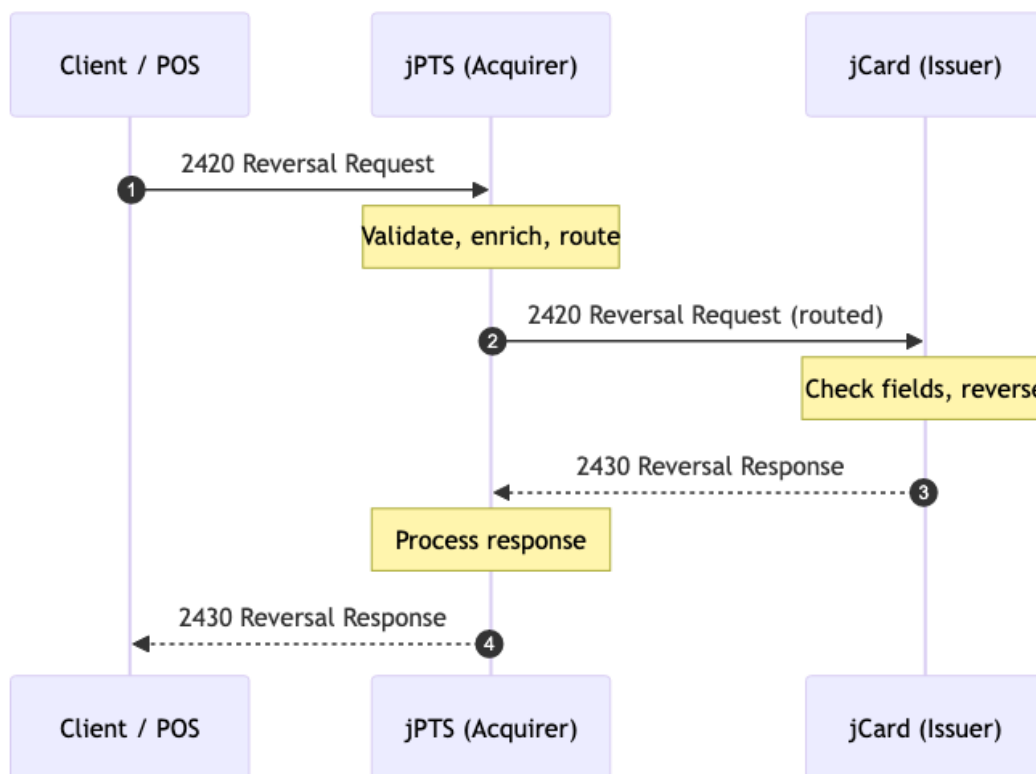 Client / POS
jPTS (Acquirer)
jCard (Issuer)
2420 Reversal Request
1
Validate, enrich, route
2420 Reversal Request (routed)
2
Check fields, reverse
2430 Reversal Response
3
Process response
2430 Reversal Response
4
Client / POS
jPTS (Acquirer)
jCard (Issuer)